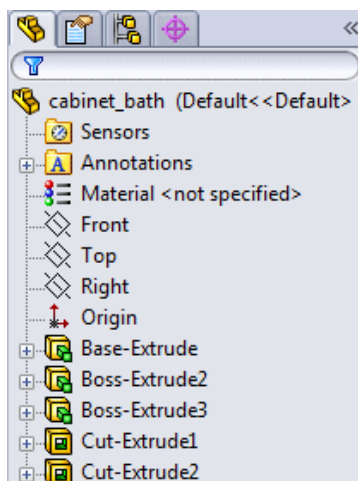 cabinet_bath (Default<<Default>
Sensors
A Annotations
Material <not specified>
Front
Top
Right
Origin
Base-Extrude
Boss-Extrude2
Boss-Extrude3
Cut-Extrude1
Cut-Extrude2